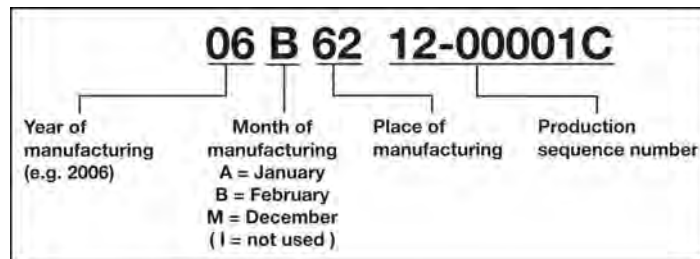 06 B 62 12-00001C
Year of
manufacturing
(e.g. 2006)
Month of
manufacturing
A = January
B = February
M = December
( I = not used )
Place of
manufacturing
Production
sequence number